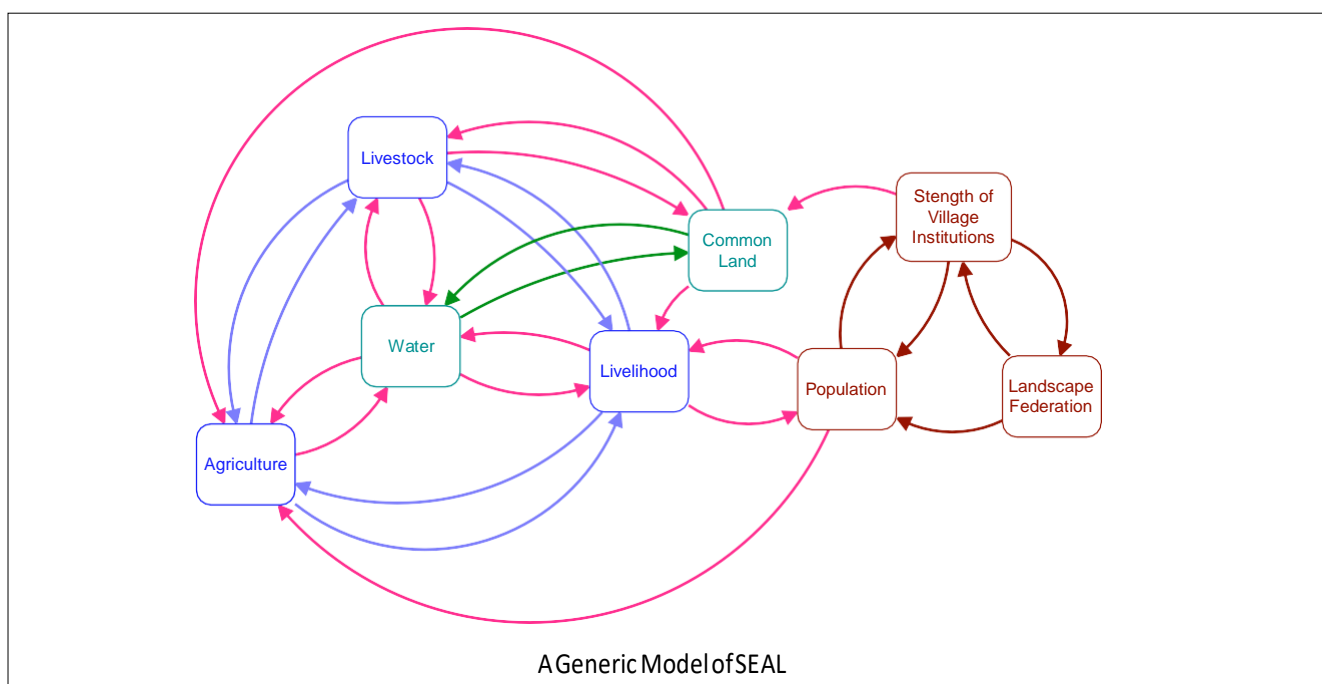 Livestock
Stength of
Village
Institutions
Common
Land
Water
Livelihood
Population
Landscape
Federation
Agriculture
A Generic Model of SEAL